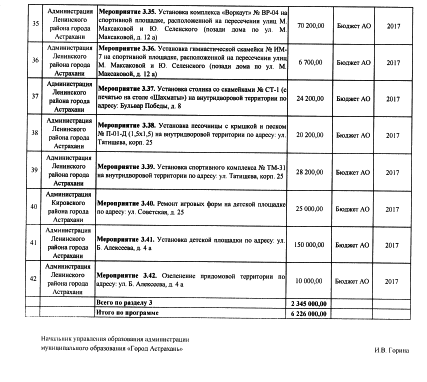 35 Администрация Ленинского района города Астрахани Мероприятие 3.35. Установка комплекса «Воркаут» № ВР-04 на спортивной площадке, расположенной на пересечении улиц М. Максаковой и Ю. Селенского (позади дома по ул. М. Максаковой, д. 12 а) 70 200,00 Бюджет АО 2017
36 Администрация Ленинского района города Астрахани Мероприятие 3.36. Установка гимнастической скамейки № ИМ-7 на спортивной площадке, расположенной на пересечении улиц М. Максаковой и Ю. Селенского (позади дома по ул. М. Максаковой, д. 12 а) 6 700,00 Бюджет АО 2017
37 Администрация Ленинского района города Астрахани Мероприятие 3.37. Установка столика со скамейками № СТ-1 (с печатью на столе «Шахматы») на внутридворовой территории по адресу: Бульвар Победы, д. 8 24 200,00 Бюджет АО 2017
38 Администрация Ленинского района города Астрахани Мероприятие 3.38. Установка песочницы с крышкой и песком № П-01-Д (1,5х1,5) на внутридворовой территории по адресу: ул. Татищева, корп. 25 20 200,00 Бюджет АО 2017
39 Администрация Ленинского района города Астрахани Мероприятие 3.39. Установка спортивного комплекса № ТМ-31 на внутридворовой территории по адресу: ул. Татищева, корп. 25 28 200,00 Бюджет АО 2017
40 Администрация Кировского района города Астрахани Мероприятие 3.40. Ремонт игровых форм на детской площадке по адресу: ул. Советская, д. 25 25 000,00 Бюджет АО 2017
41 Администрация Ленинского района города Астрахани Мероприятие 3.41. Установка детской площадки по адресу: ул. Б. Алексеева, д. 4 а 150 000,00 Бюджет АО 2017
42 Администрация Ленинского района города Астрахани Мероприятие 3.42. Озеленение придомовой территории по адресу: ул. Б. Алексеева, д. 4 а 10 000,00 Бюджет АО 2017
Всего по разделу 3 2 345 000,00
Итого по программе 6 226 000,00
Начальник управления образования администрации
муниципального образования «Город Астрахань» И.В. Горина